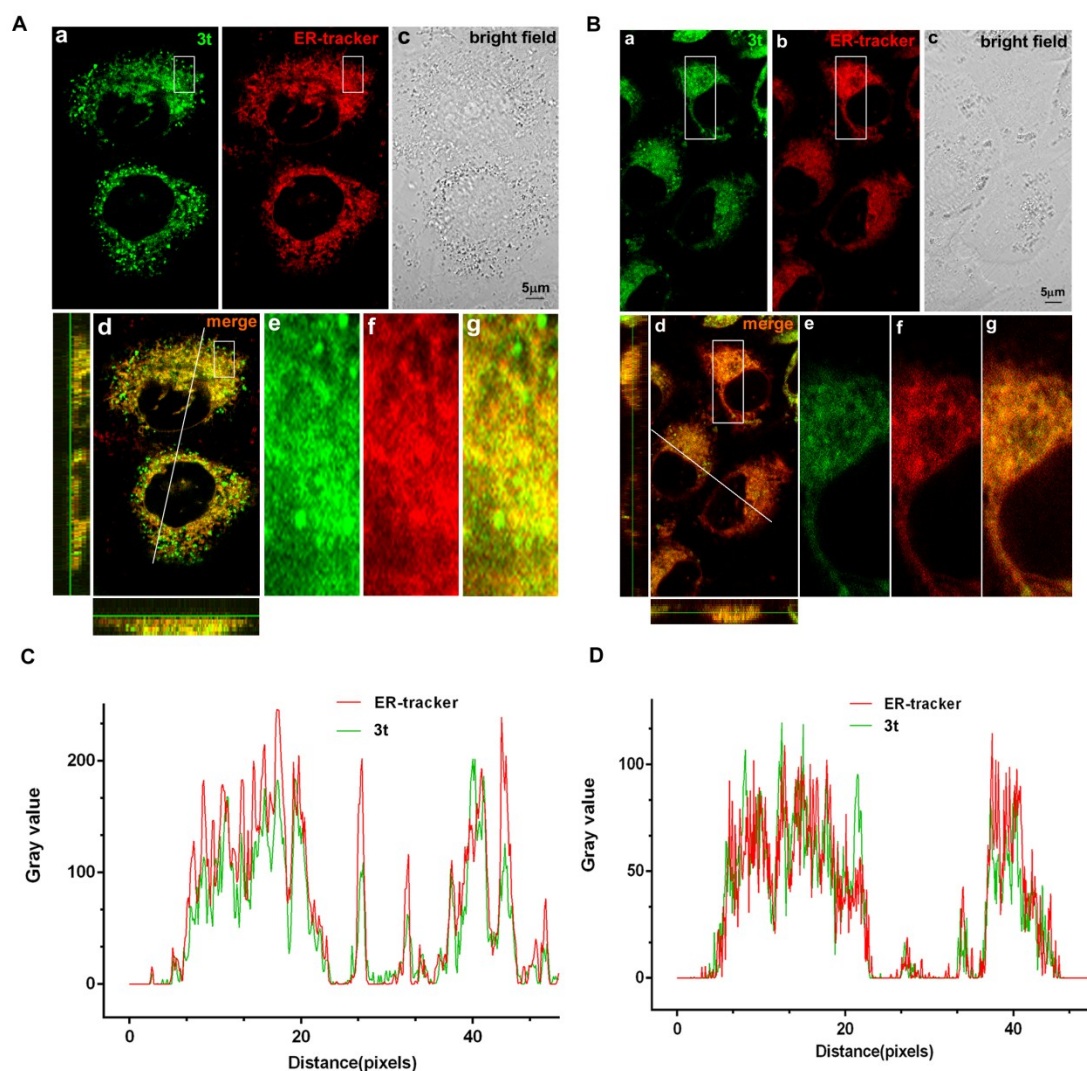 A
a
3t
ER-tracker
c
bright field
5μm
d
merge
e
f
g
B
a
3t
b
ER-tracker
c
bright field
5μm
d
merge
e
f
g
C
ER-tracker
3t
200
100
0
Gray value
0
20
40
Distance(pixels)
D
ER-tracker
3t
100
50
0
Gray value
0
20
40
Distance(pixels)